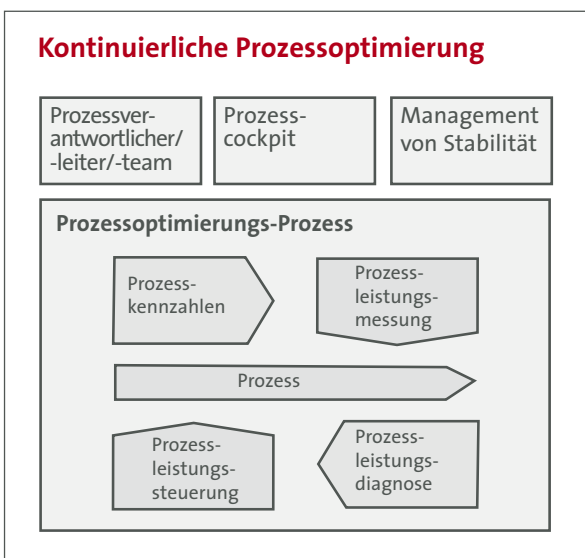 Kontinuierliche Prozessoptimierung
Prozessver-
antwortlicher/
-leiter/-team
Prozess-
cockpit
Management
von Stabilität
Prozessoptimierungs-Prozess
Prozess-
kennzahlen
Prozess-
leistungs-
messung
Prozess
Prozess-
leistungs-
steuerung
Prozess-
leistungs-
diagnose